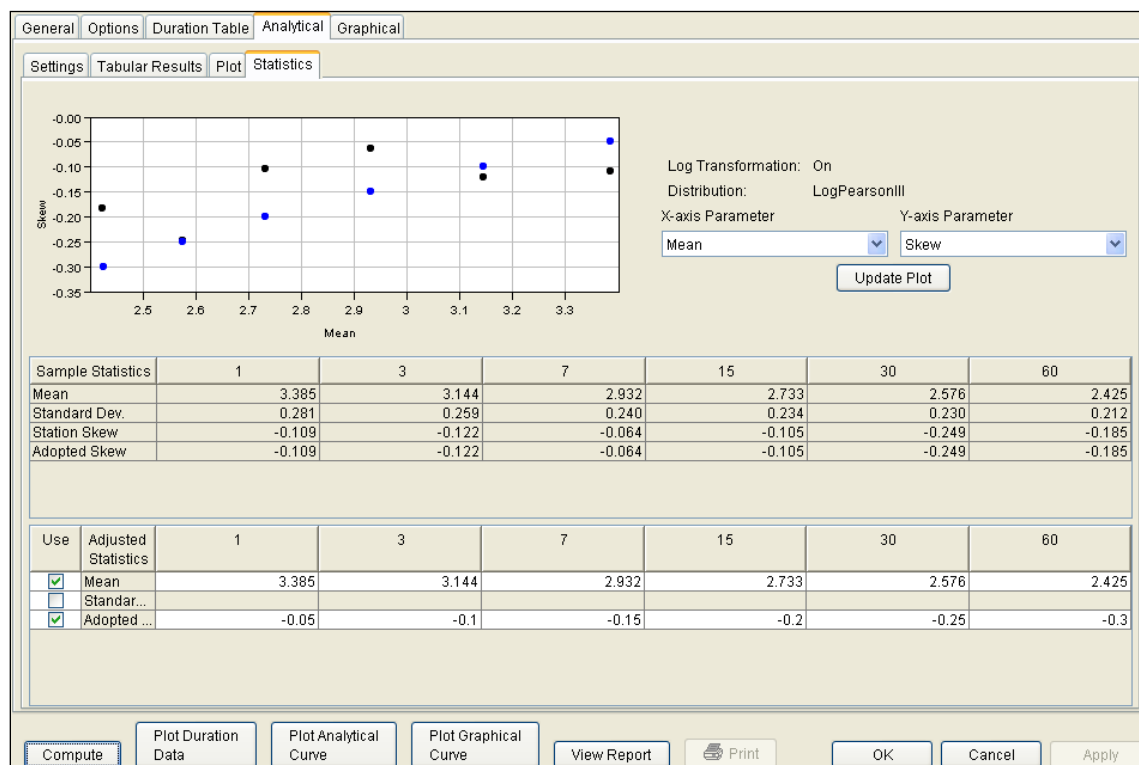 General Options Duration Table Analytical Graphical
Settings Tabular Results Plot Statistics
-0.00
-0.05
-0.10
-0.15
-0.20
-0.25
-0.30
-0.35
Skew
2.5 2.6 2.7 2.8 2.9 3 3.1 3.2 3.3
Mean
Log Transformation: On
Distribution: LogPearsonIII
X-axis Parameter Y-axis Parameter
Mean Skew
Update Plot
Sample Statistics 1 3 7 15 30 60
Mean 3.385 3.144 2.932 2.733 2.576 2.425
Standard Dev. 0.281 0.259 0.240 0.234 0.230 0.212
Station Skew -0.109 -0.122 -0.064 -0.105 -0.249 -0.185
Adopted Skew -0.109 -0.122 -0.064 -0.105 -0.249 -0.185
Use Adjusted Statistics 1 3 7 15 30 60
Mean 3.385 3.144 2.932 2.733 2.576 2.425
Standar...
Adopted ... -0.05 -0.1 -0.15 -0.2 -0.25 -0.3
Compute Plot Duration Data Plot Analytical Curve Plot Graphical Curve View Report Print OK Cancel Apply